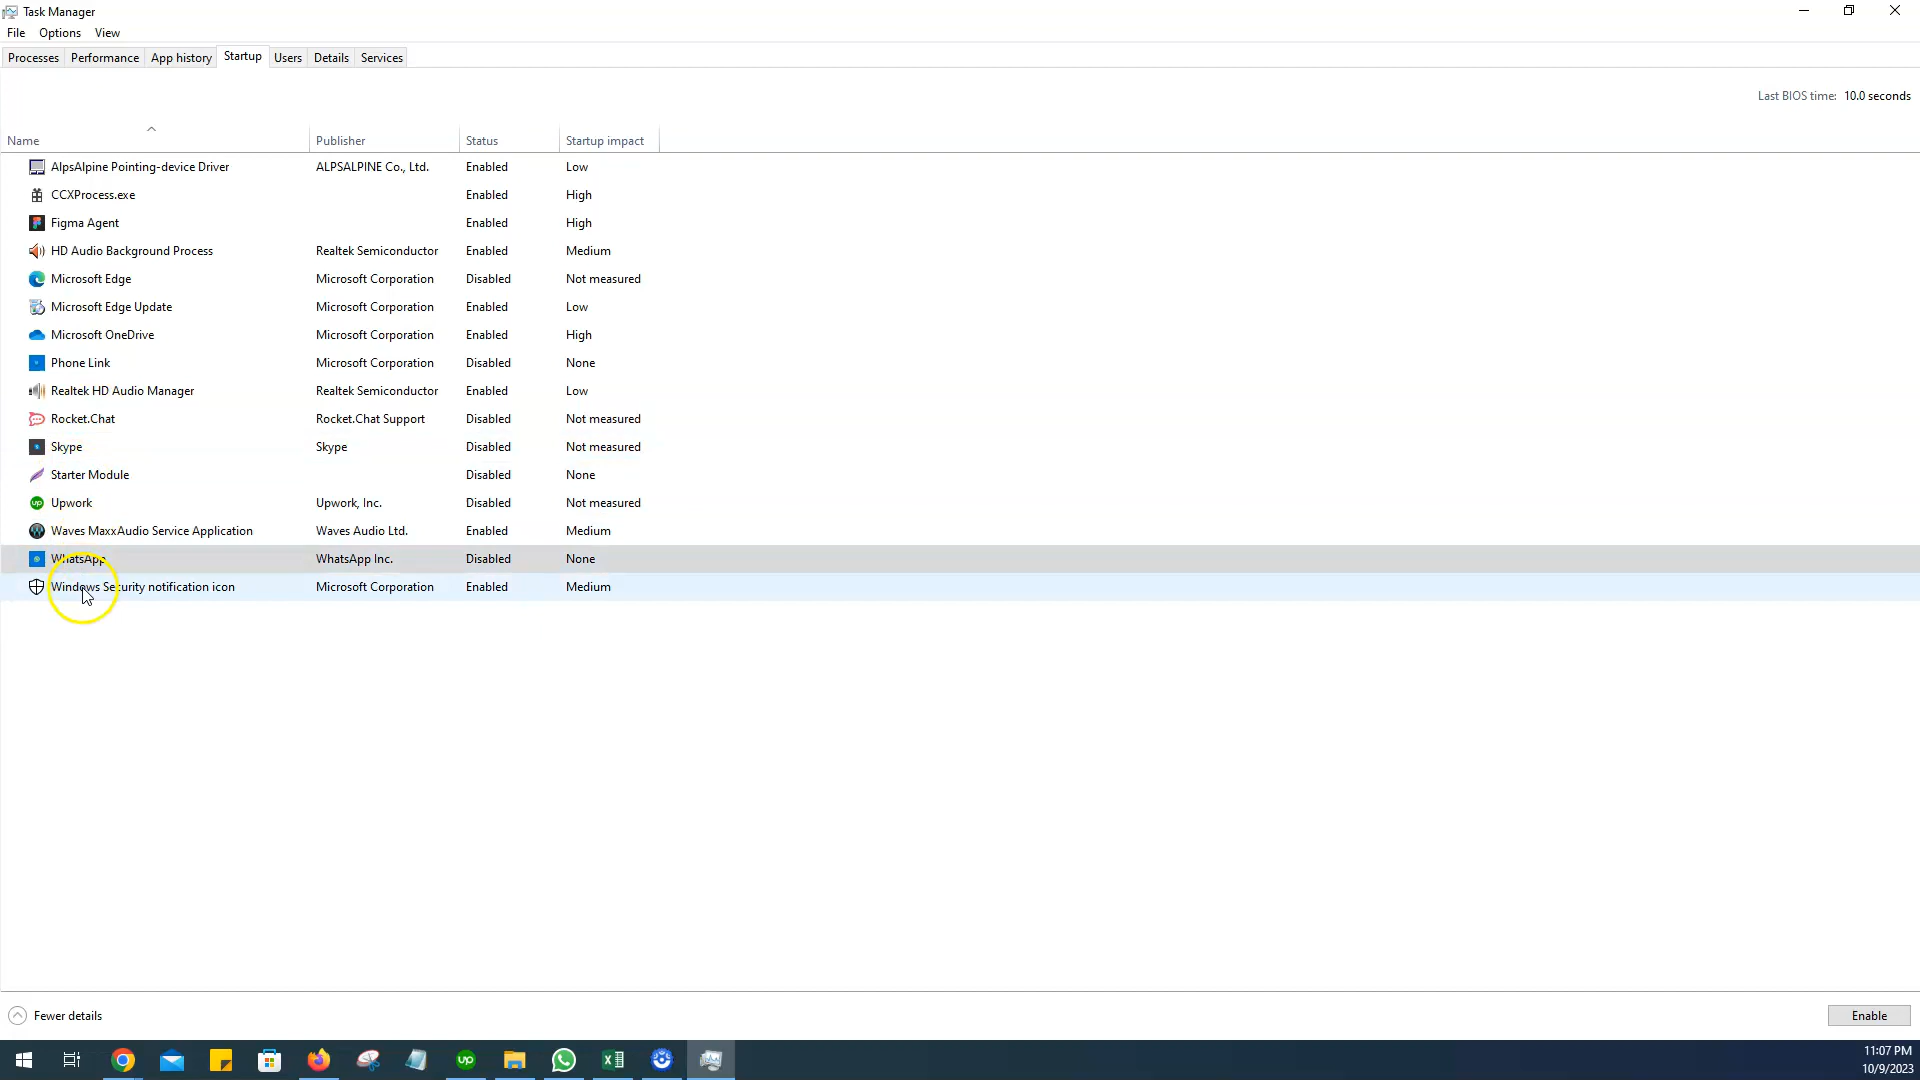 Task Manager
File Options View
Processes Performance App history Startup Users Details Services
Last BIOS time: 10.0 seconds
Name Publisher Status Startup impact
AlpsAlpine Pointing-device Driver ALPSALPINE Co., Ltd. Enabled Low
CCXProcess.exe Enabled High
Figma Agent Enabled High
HD Audio Background Process Realtek Semiconductor Enabled Medium
Microsoft Edge Microsoft Corporation Disabled Not measured
Microsoft Edge Update Microsoft Corporation Enabled Low
Microsoft OneDrive Microsoft Corporation Enabled High
Phone Link Microsoft Corporation Disabled None
Realtek HD Audio Manager Realtek Semiconductor Enabled Low
Rocket.Chat Rocket.Chat Support Disabled Not measured
Skype Skype Disabled Not measured
Starter Module Disabled None
Upwork Upwork, Inc. Disabled Not measured
Waves MaxxAudio Service Application Waves Audio Ltd. Enabled Medium
WhatsApp WhatsApp Inc. Disabled None
Windows Security notification icon Microsoft Corporation Enabled Medium
Fewer details Enable
11:07 PM
10/9/2023